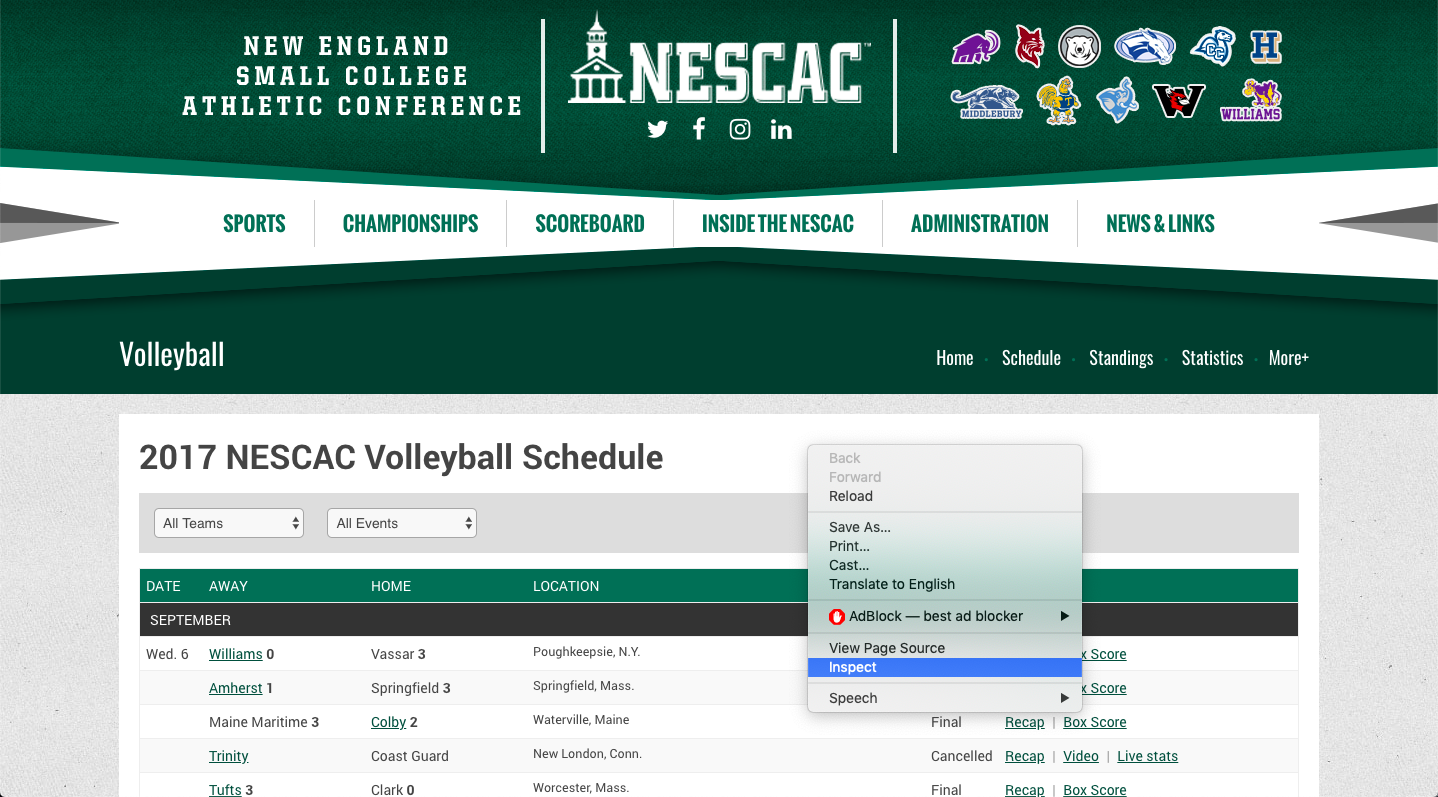 NEW ENGLAND
SMALL COLLEGE
ATHLETIC CONFERENCE
NESCAC™
H
MIDDLEBURY
W
WILLIAMS
SPORTS
CHAMPIONSHIPS
SCOREBOARD
INSIDE THE NESCAC
ADMINISTRATION
NEWS & LINKS
Volleyball
Home · Schedule · Standings · Statistics · More+
2017 NESCAC Volleyball Schedule
All Teams
All Events
Back
Forward
Reload
Save As...
Print...
Cast...
Translate to English
AdBlock — best ad blocker
View Page Source
Inspect
Speech
DATE AWAY HOME LOCATION
SEPTEMBER
Wed. 6 Williams 0 Vassar 3 Poughkeepsie, N.Y. x Score
Amherst 1 Springfield 3 Springfield, Mass. x Score
Maine Maritime 3 Colby 2 Waterville, Maine Final Recap | Box Score
Trinity Coast Guard New London, Conn. Cancelled Recap | Video | Live stats
Tufts 3 Clark 0 Worcester, Mass. Final Recap | Box Score